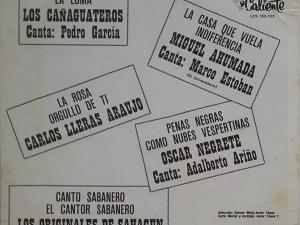 LA LOMA
LOS CAÑAGUATEROS
Canta: Pedro García
Caliente
LA CASA QUE VUELA
INDIFERENCIA
MIGUEL AHUMADA
Canta: Marco Esteban
LA ROSA
ORGULLO DE TI
CARLOS LLERAS ARAUJO
PENAS NEGRAS
COMO NUBES VESPERTINAS
OSCAR NEGRETE
Canta: Adalberto Ariño
CANTO SABANERO
EL CANTOR SABANERO
LOS ORIGINALES DE SAHAGUN